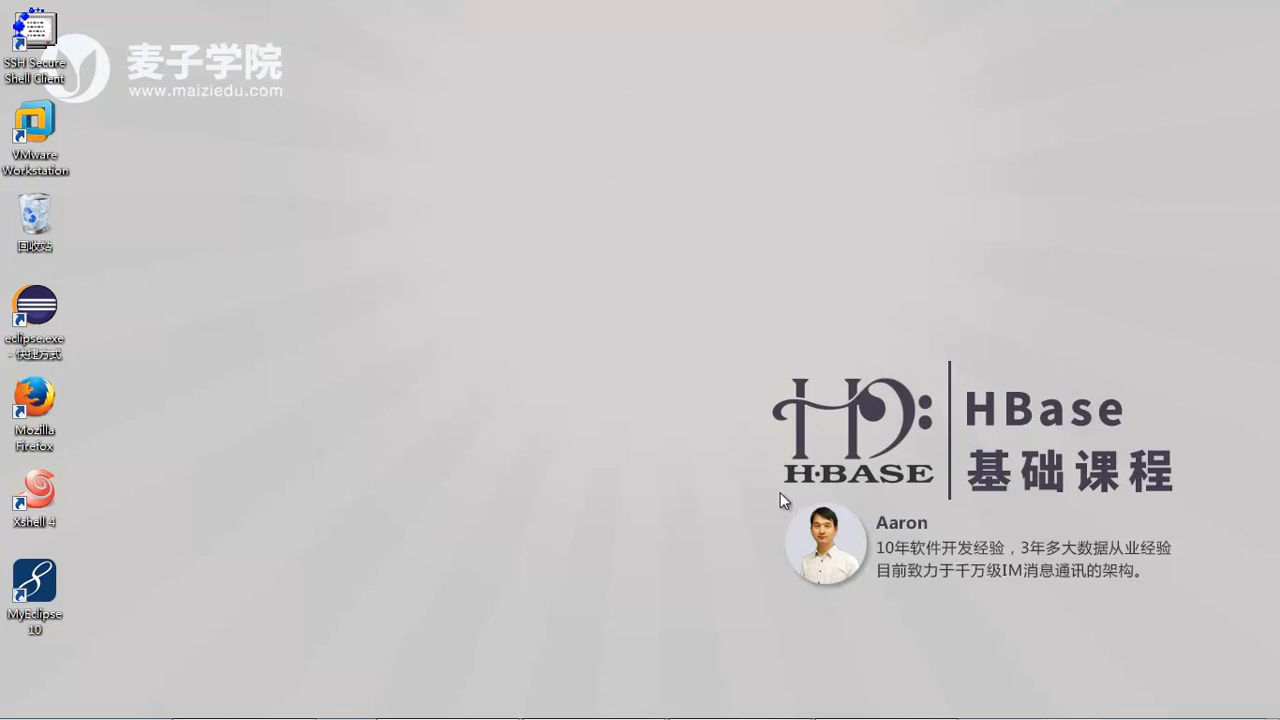 麦子学院
www.maiziedu.com
SSH Secure
Shell Client
VMware
Workstation
回收站
eclipse.exe
- 快捷方式
Mozilla
Firefox
Xshell 4
MyEclipse
10
H·BASE
HBase
基础课程
Aaron
10年软件开发经验，3年多大数据从业经验
目前致力于千万级IM消息通讯的架构。